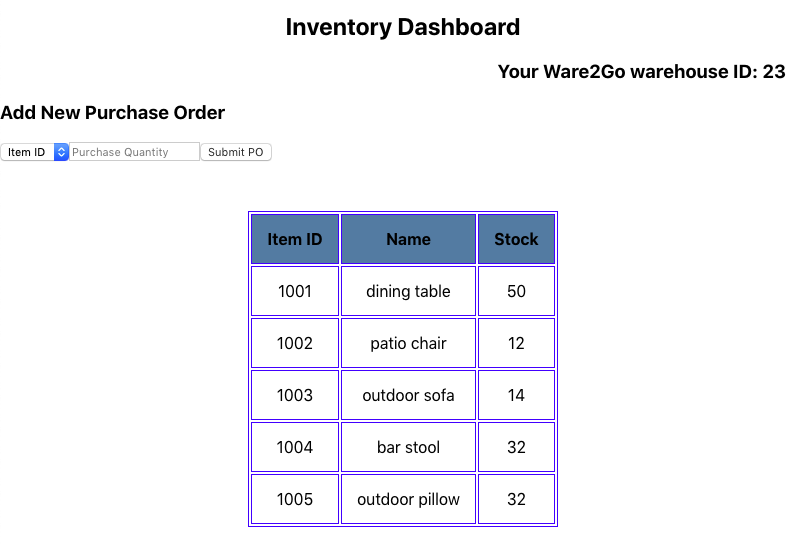 Inventory Dashboard
Your Ware2Go warehouse ID: 23
Add New Purchase Order
Item ID Purchase Quantity Submit PO
Item ID Name Stock
1001 dining table 50
1002 patio chair 12
1003 outdoor sofa 14
1004 bar stool 32
1005 outdoor pillow 32